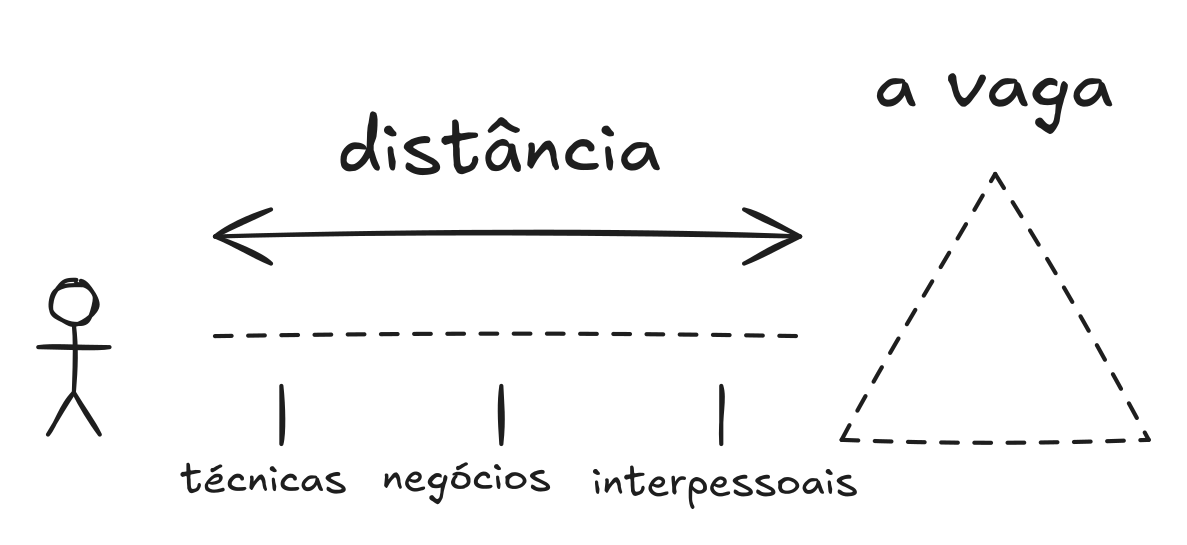 a vaga
distância
técnicas negócios interpessoais